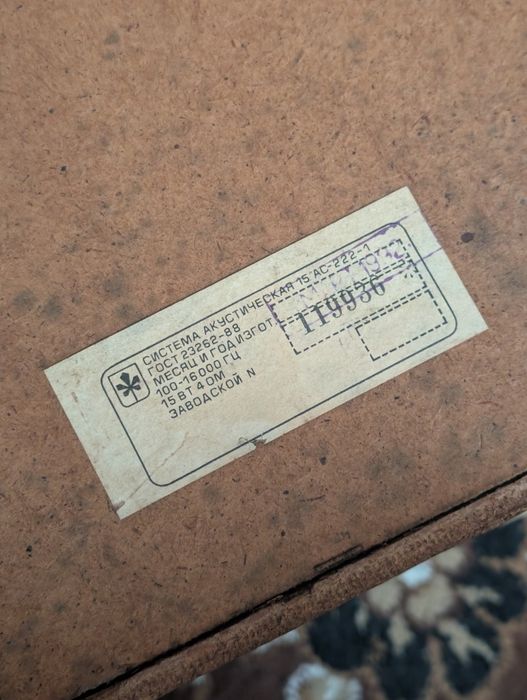 СИСТЕМА АКУСТИЧЕСКАЯ 15 АС-222-1
ГОСТ 23262-88
МЕСЯЦ И ГОД ИЗГОТ.
100-16000 ГЦ
15 ВТ 4 ОМ
ЗАВОДСКОЙ N
119936